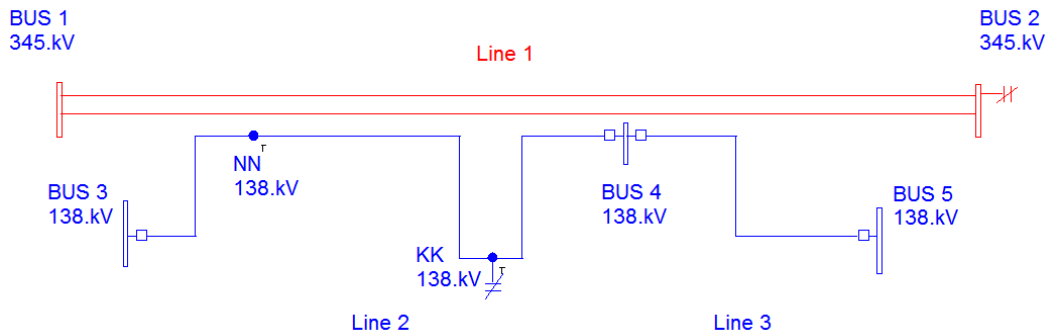 BUS 1
345.kV
BUS 2
345.kV
Line 1
NN
138.kV
T
BUS 3
138.kV
BUS 4
138.kV
BUS 5
138.kV
KK
138.kV
T
Line 2
Line 3